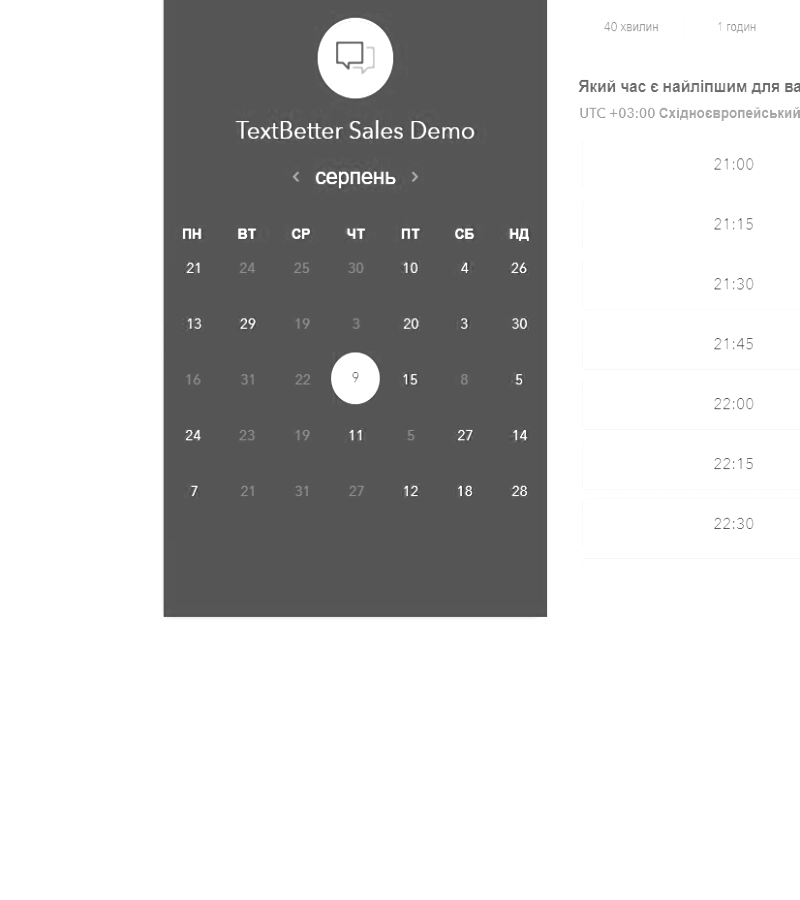 TextBetter Sales Demo
серпень
ПН ВТ СР ЧТ ПТ СБ НД
21 24 25 30 10 4 26
13 29 19 3 20 3 30
16 31 22 9 15 8 5
24 23 19 11 5 27 14
7 21 31 27 12 18 28
40 хвилин 1 годин
Який час є найліпшим для ва
UTC +03:00 Східноєвропейський
21:00
21:15
21:30
21:45
22:00
22:15
22:30